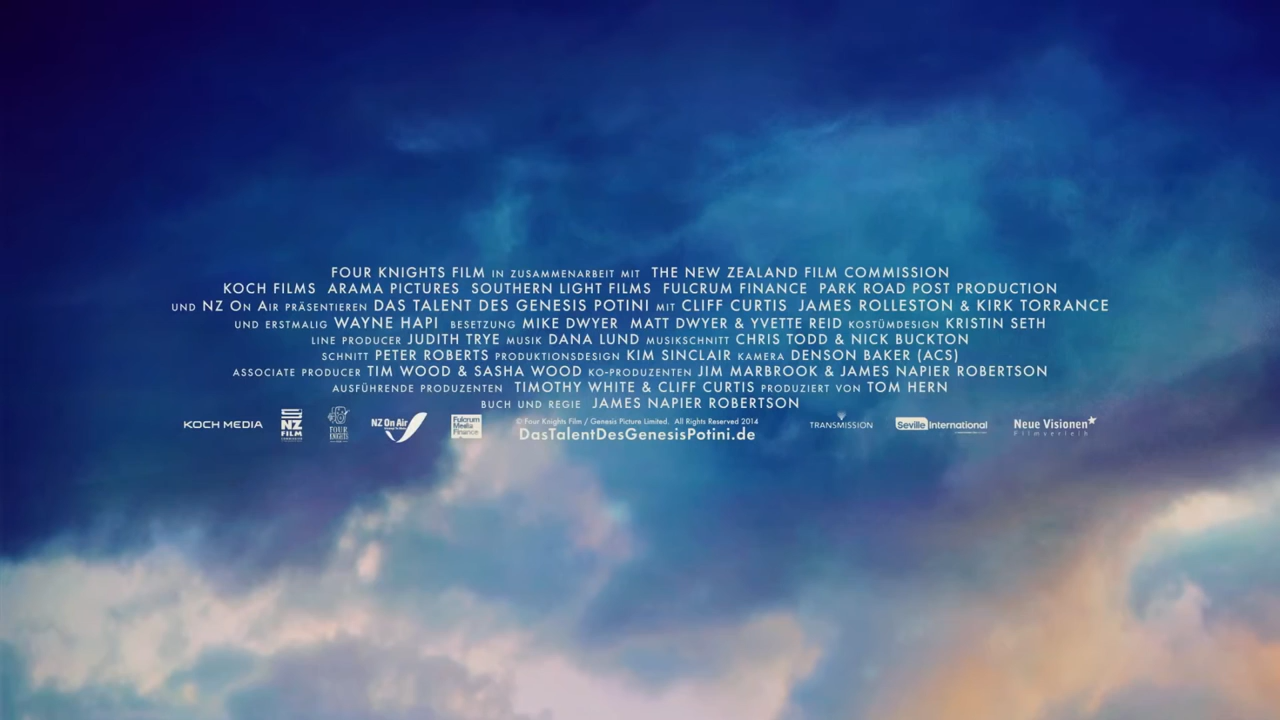 FOUR KNIGHTS FILM IN ZUSAMMENARBEIT MIT THE NEW ZEALAND FILM COMMISSION
KOCH FILMS ARAMA PICTURES SOUTHERN LIGHT FILMS FULCRUM FINANCE PARK ROAD POST PRODUCTION
UND NZ ON AIR PRÄSENTIEREN DAS TALENT DES GENESIS POTINI MIT CLIFF CURTIS JAMES ROLLESTON & KIRK TORRANCE
UND ERSTMALIG WAYNE HAPI BESETZUNG MIKE DWYER MATT DWYER & YVETTE REID KOSTÜMDESIGN KRISTIN SETH
LINE PRODUCER JUDITH TRYE MUSIK DANA LUND MUSIKSCHNITT CHRIS TODD & NICK BUCKTON
SCHNITT PETER ROBERTS PRODUKTIONSDESIGN KIM SINCLAIR KAMERA DENSON BAKER (ACS)
ASSOCIATE PRODUCER TIM WOOD & SASHA WOOD KO-PRODUZENTEN JIM MARBROOK & JAMES NAPIER ROBERTSON
AUSFÜHRENDE PRODUZENTEN TIMOTHY WHITE & CLIFF CURTIS PRODUZIERT VON TOM HERN
BUCH UND REGIE JAMES NAPIER ROBERTSON
KOCH MEDIA
NZ
FILM
FOUR
KNIGHTS
NZ On Air
Fulcrum
Media
Finance
© Four Knights Film / Genesis Picture Limited. All Rights Reserved 2014
DasTalentDesGenesisPotini.de
TRANSMISSION
Seville International
Neue Visionen
Filmverleih